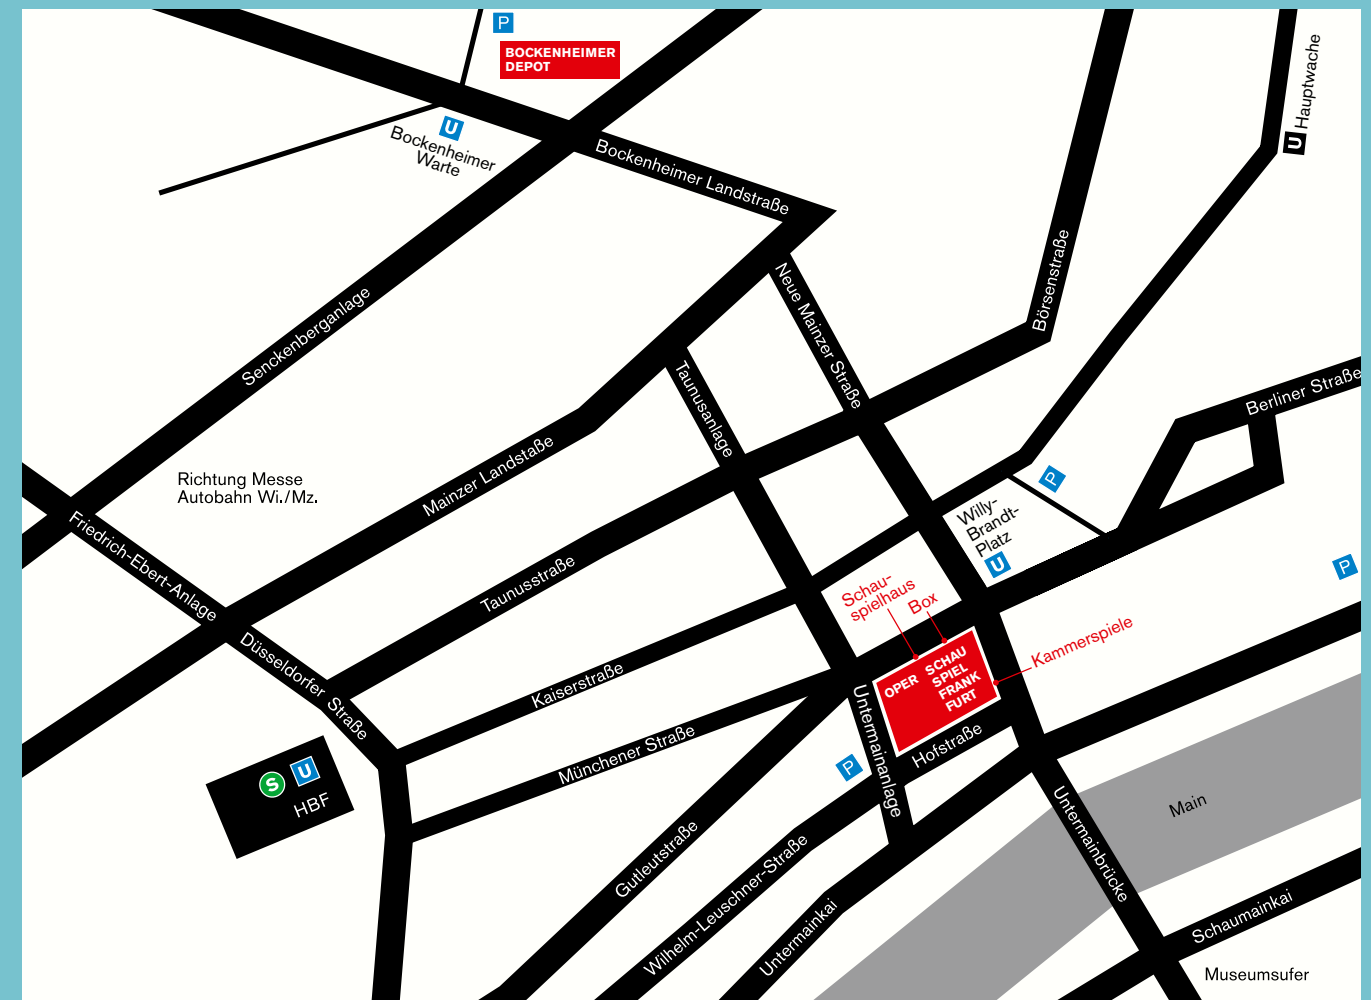 P
BOCKENHEIMER
DEPOT
U
Bockenheimer
Warte
Bockenheimer Landstraße
U Hauptwache
Senckenberganlage
Neue Mainzer Straße
Börsenstraße
Taunusanlage
Berliner Straße
Richtung Messe
Autobahn Wi./Mz.
Mainzer Landstaße
P
Willy-
Brandt-
Platz
U
P
Friedrich-Ebert-Anlage
Taunusstraße
Schau-
spielhaus
Box
Kammerspiele
Düsseldorfer Straße
Kaiserstraße
OPER
SCHAU
SPIEL
FRANK
FURT
Untermainanlage
Hofstraße
Münchener Straße
P
S
U
HBF
Main
Untermainbrücke
Gutleutstraße
Wilhelm-Leuschner-Straße
Untermainkai
Schaumainkai
Museumsufer